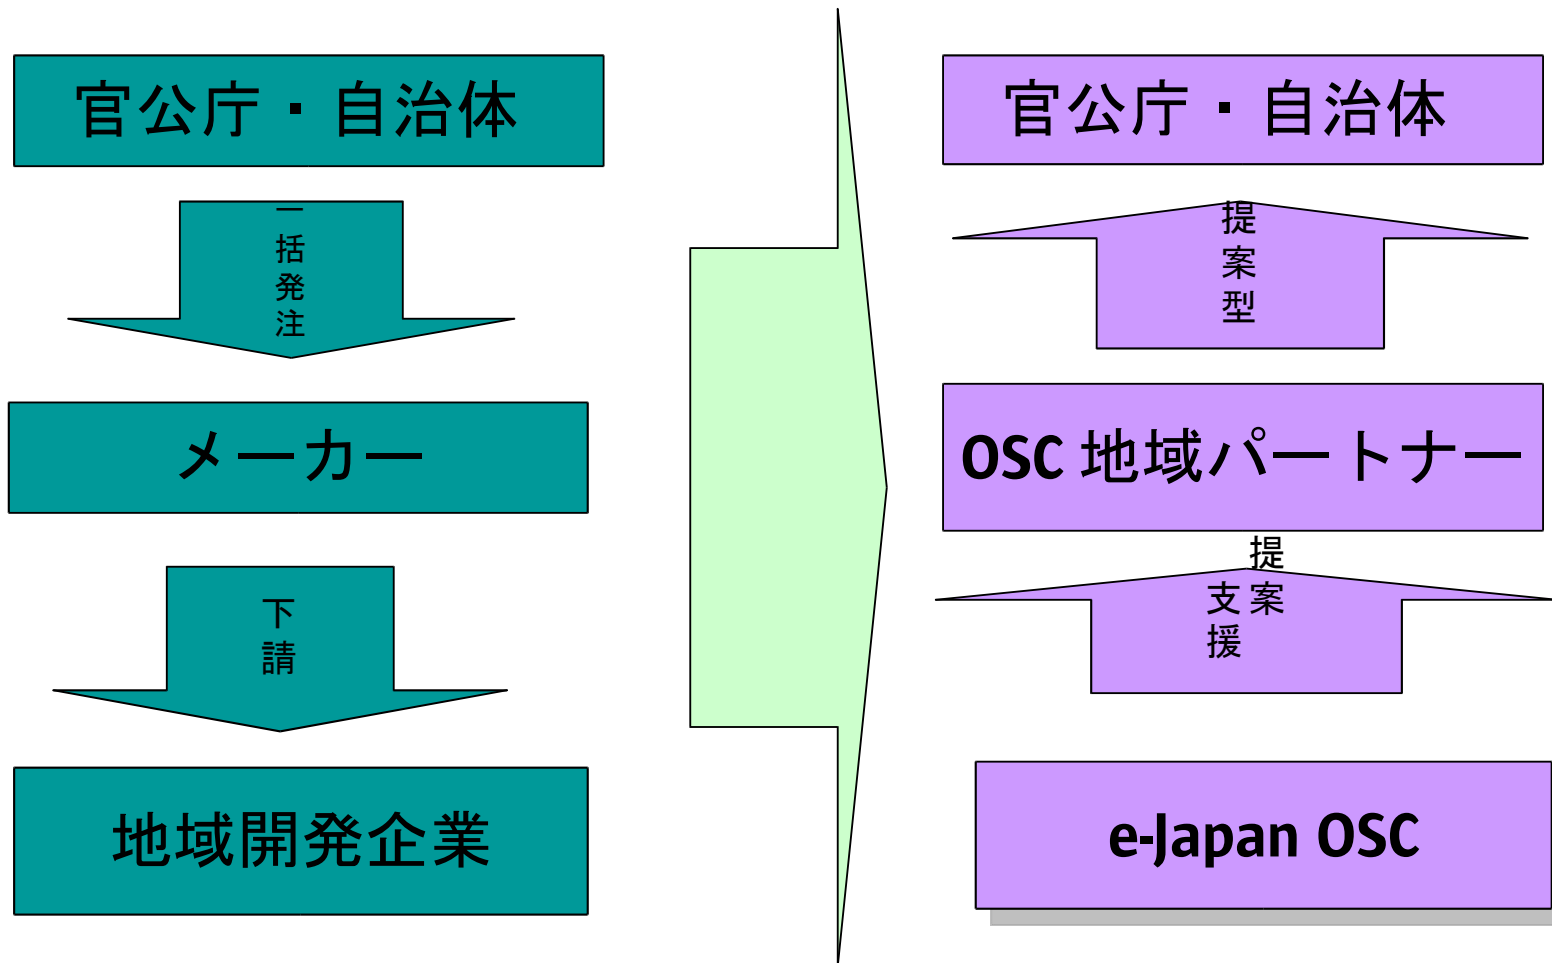 官公庁・自治体
一括発注
メーカー
下請
地域開発企業
官公庁・自治体
提案型
OSC 地域パートナー
提案
支援
e-Japan OSC